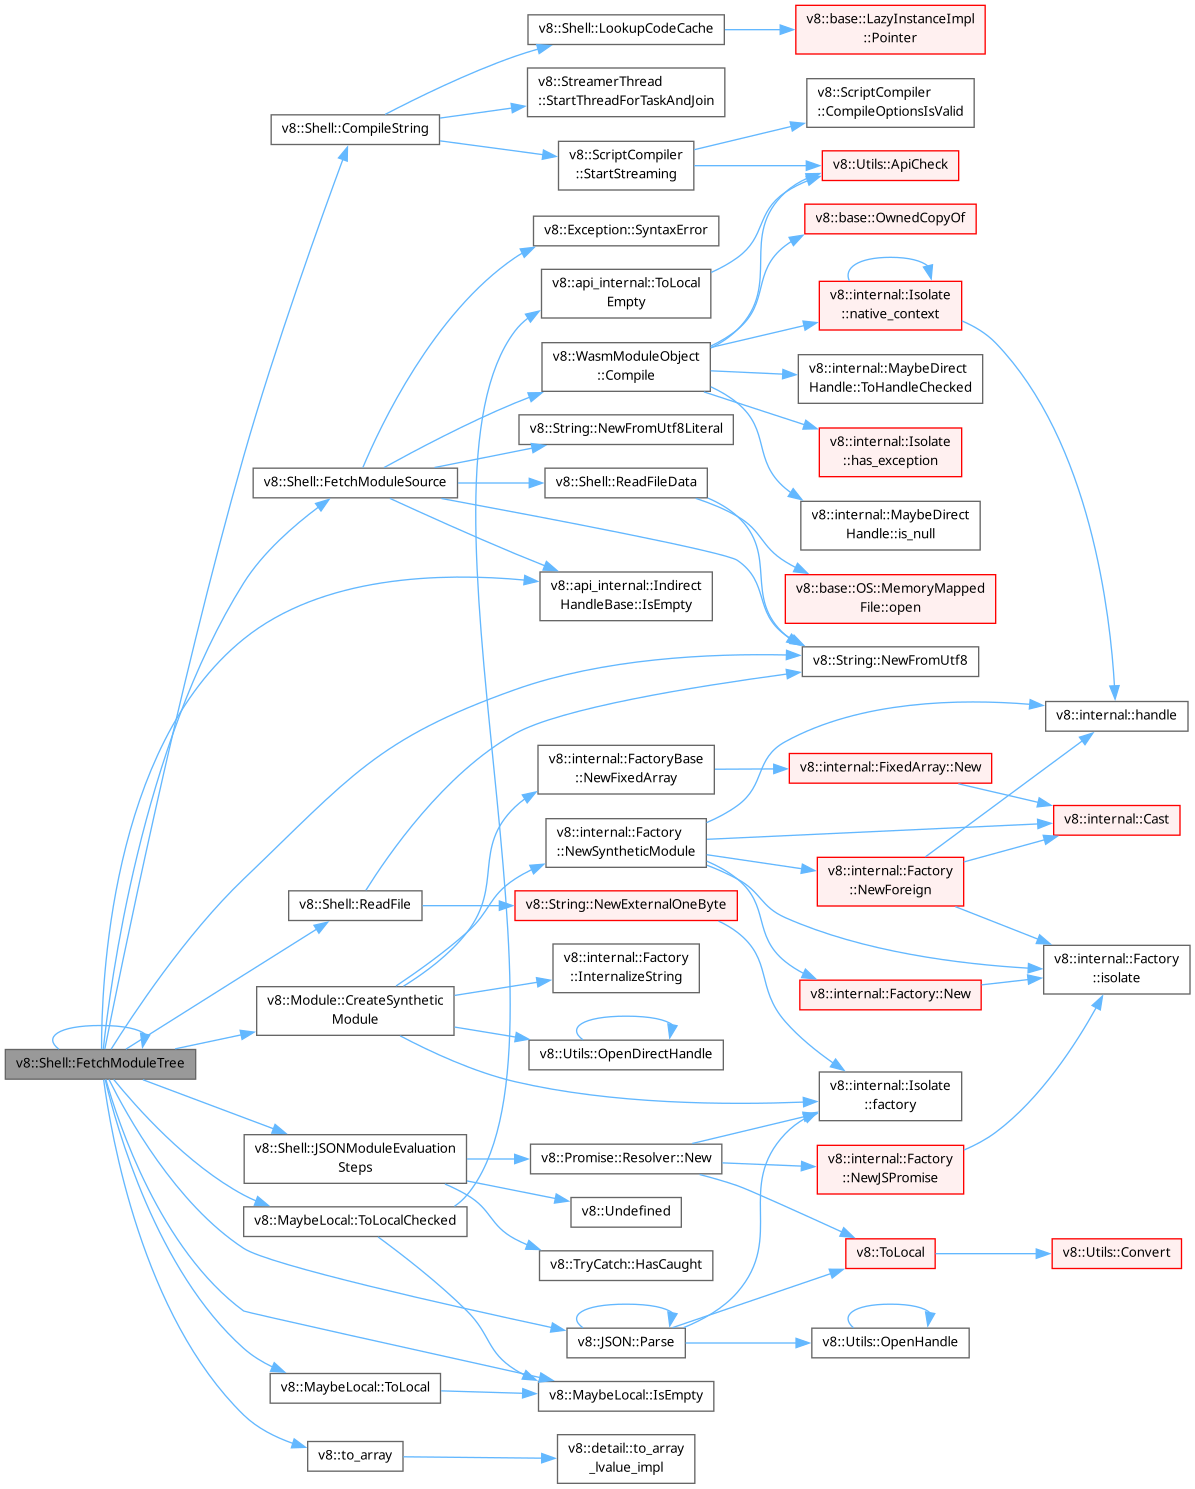 v8::Shell::FetchModuleTree
v8::Shell::CompileString
v8::Shell::LookupCodeCache
v8::base::LazyInstanceImpl
::Pointer
v8::StreamerThread
::StartThreadForTaskAndJoin
v8::ScriptCompiler
::StartStreaming
v8::ScriptCompiler
::CompileOptionsIsValid
v8::Utils::ApiCheck
v8::Shell::FetchModuleSource
v8::Exception::SyntaxError
v8::api_internal::ToLocal
Empty
v8::WasmModuleObject
::Compile
v8::base::OwnedCopyOf
v8::internal::Isolate
::native_context
v8::internal::MaybeDirect
Handle::ToHandleChecked
v8::internal::Isolate
::has_exception
v8::internal::MaybeDirect
Handle::is_null
v8::String::NewFromUtf8Literal
v8::Shell::ReadFileData
v8::base::OS::MemoryMapped
File::open
v8::api_internal::Indirect
HandleBase::IsEmpty
v8::String::NewFromUtf8
v8::internal::handle
v8::internal::FactoryBase
::NewFixedArray
v8::internal::FixedArray::New
v8::internal::Cast
v8::internal::Factory
::NewSyntheticModule
v8::internal::Factory
::NewForeign
v8::Shell::ReadFile
v8::String::NewExternalOneByte
v8::internal::Factory
::isolate
v8::Module::CreateSynthetic
Module
v8::internal::Factory
::InternalizeString
v8::internal::Factory::New
v8::Utils::OpenDirectHandle
v8::internal::Isolate
::factory
v8::Shell::JSONModuleEvaluation
Steps
v8::Promise::Resolver::New
v8::internal::Factory
::NewJSPromise
v8::MaybeLocal::ToLocalChecked
v8::Undefined
v8::TryCatch::HasCaught
v8::ToLocal
v8::Utils::Convert
v8::JSON::Parse
v8::Utils::OpenHandle
v8::MaybeLocal::ToLocal
v8::MaybeLocal::IsEmpty
v8::to_array
v8::detail::to_array
_lvalue_impl